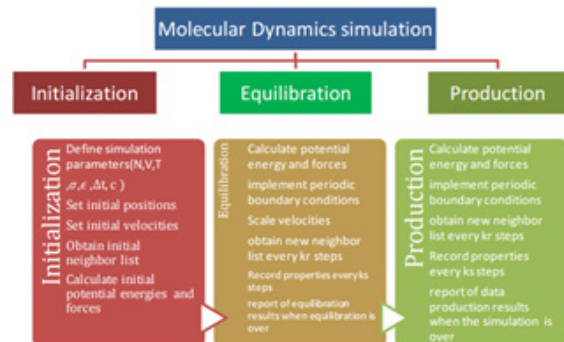 Molecular Dynamics simulation
Initialization
Equilibration
Production
Initialization
Define simulation
parameters(N,V,T
,σ,ε,Δt,c )
Set initial positions
Set initial velocities
Obtain initial
neighbor list
Calculate initial
potential energies and
forces
Equilibration
Calculate potential
energy and forces
implement periodic
boundary conditions
Scale velocities
obtain new neighbor
list every kr steps
Record properties every ks
steps
report of equilibration
results when equilibration is
over
Production
Calculate potential
energy and forces
implement periodic
boundary conditions
obtain new neighbor
list every kr steps
Record properties
every ks steps
report of data
production results
when the simulation is
over